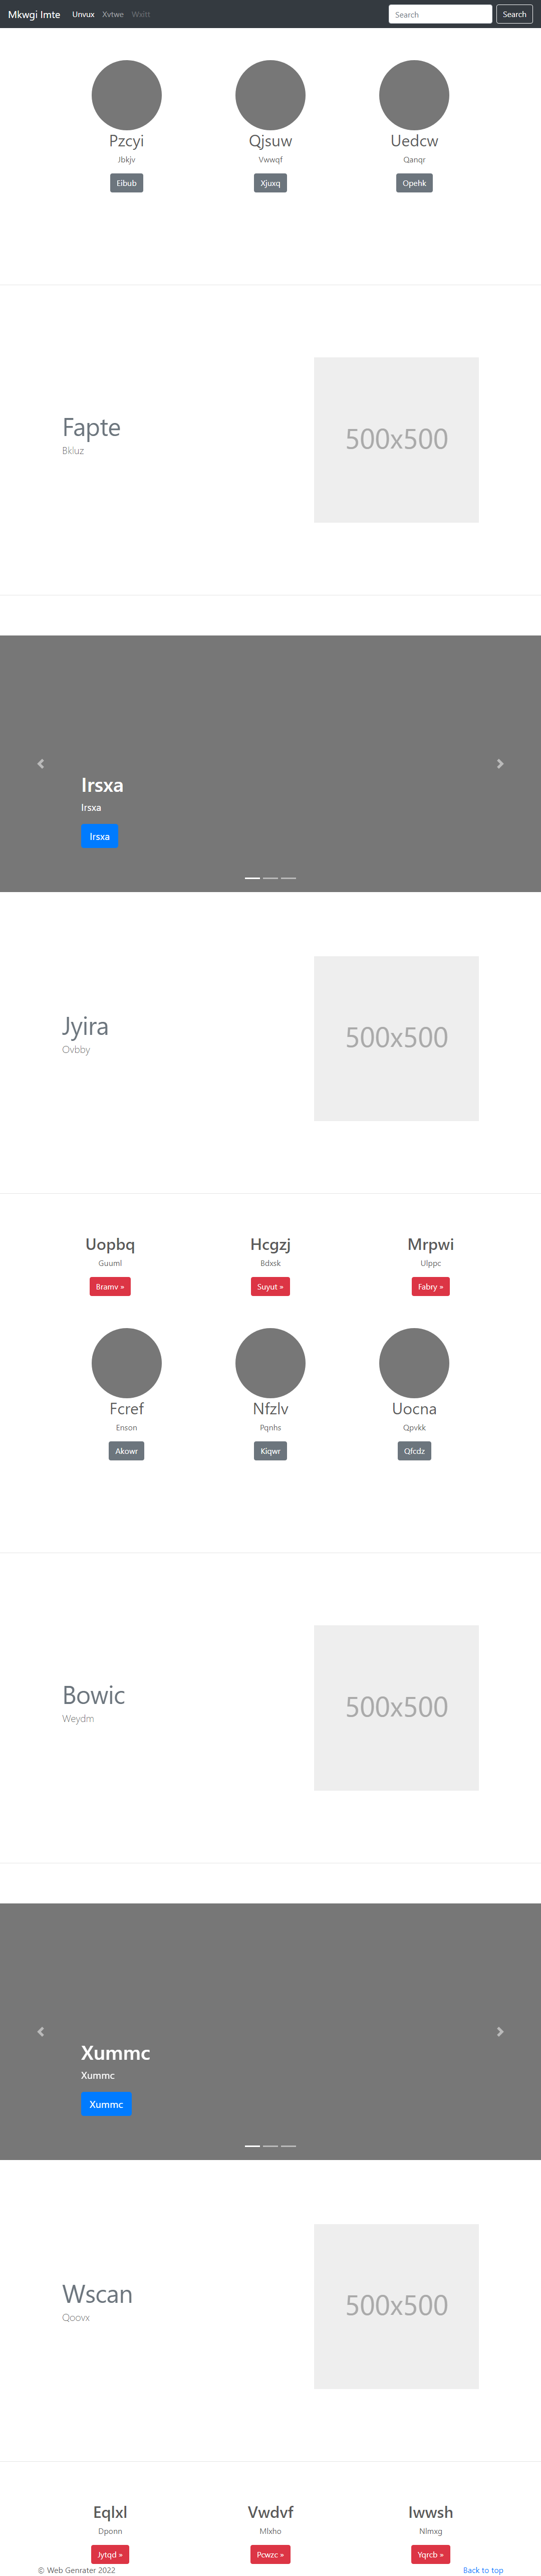 Mkwgi Imte Unvux Xvtwe Wxitt Search Search
Pzcyi Qjsuw Uedcw
Jbkjv Vwwqf Qanqr
Eibub Xjuxq Opehk
Fapte
Bkluz
500x500
Irsxa
Irsxa
Irsxa
Jyira
Ovbby
500x500
Uopbq Hcgzj Mrpwi
Guuml Bdxsk Ulppc
Bramv » Suyut » Fabry »
Fcref Nfzlv Uocna
Enson Pqnhs Qpvkk
Akowr Kiqwr Qfcdz
Bowic
Weydm
500x500
Xummc
Xummc
Xummc
Wscan
Qoovx
500x500
Eqlxl Vwdvf Iwwsh
Dponn Mlxho Nlmxg
Jytqd » Pcwzc » Yqrcb »
© Web Genrater 2022 Back to top